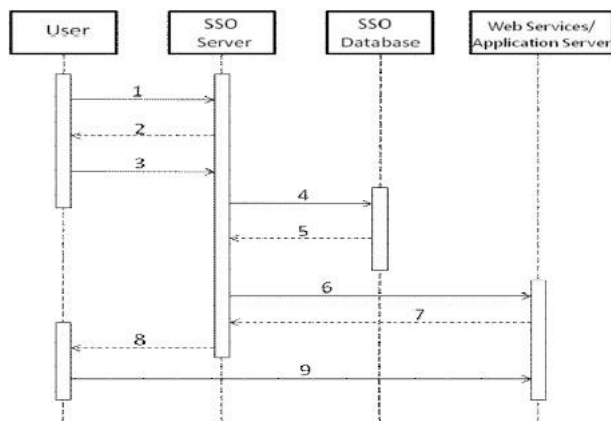 User
SSO
Server
SSO
Database
Web Services/
Application Server
1
2
3
4
5
6
7
8
9